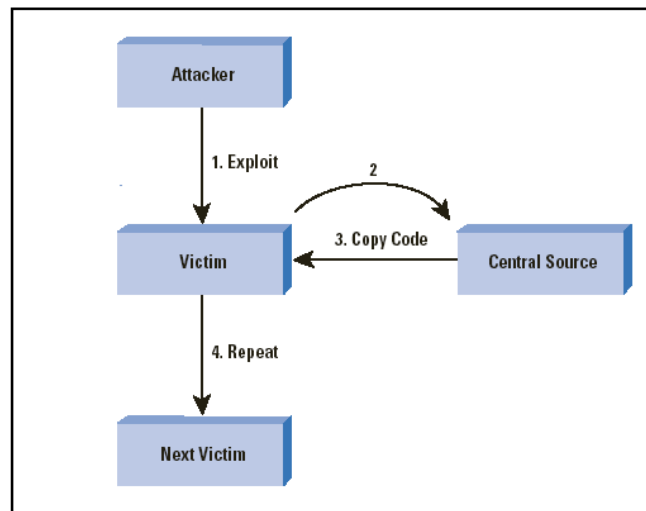 Attacker
1. Exploit
2
Victim
3. Copy Code
Central Source
4. Repeat
Next Victim